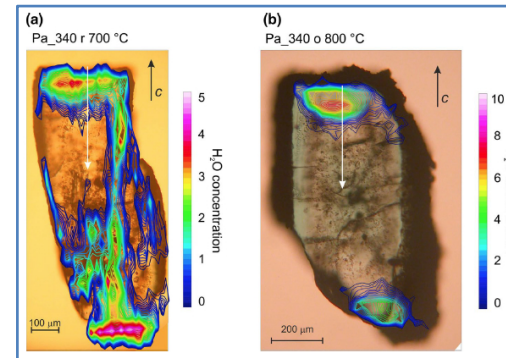 (a)
Pa_340 r 700 °C
c
5
4
3
2
1
0
H₂O concentration
100 μm
(b)
Pa_340 o 800 °C
c
10
8
6
4
2
0
200 μm